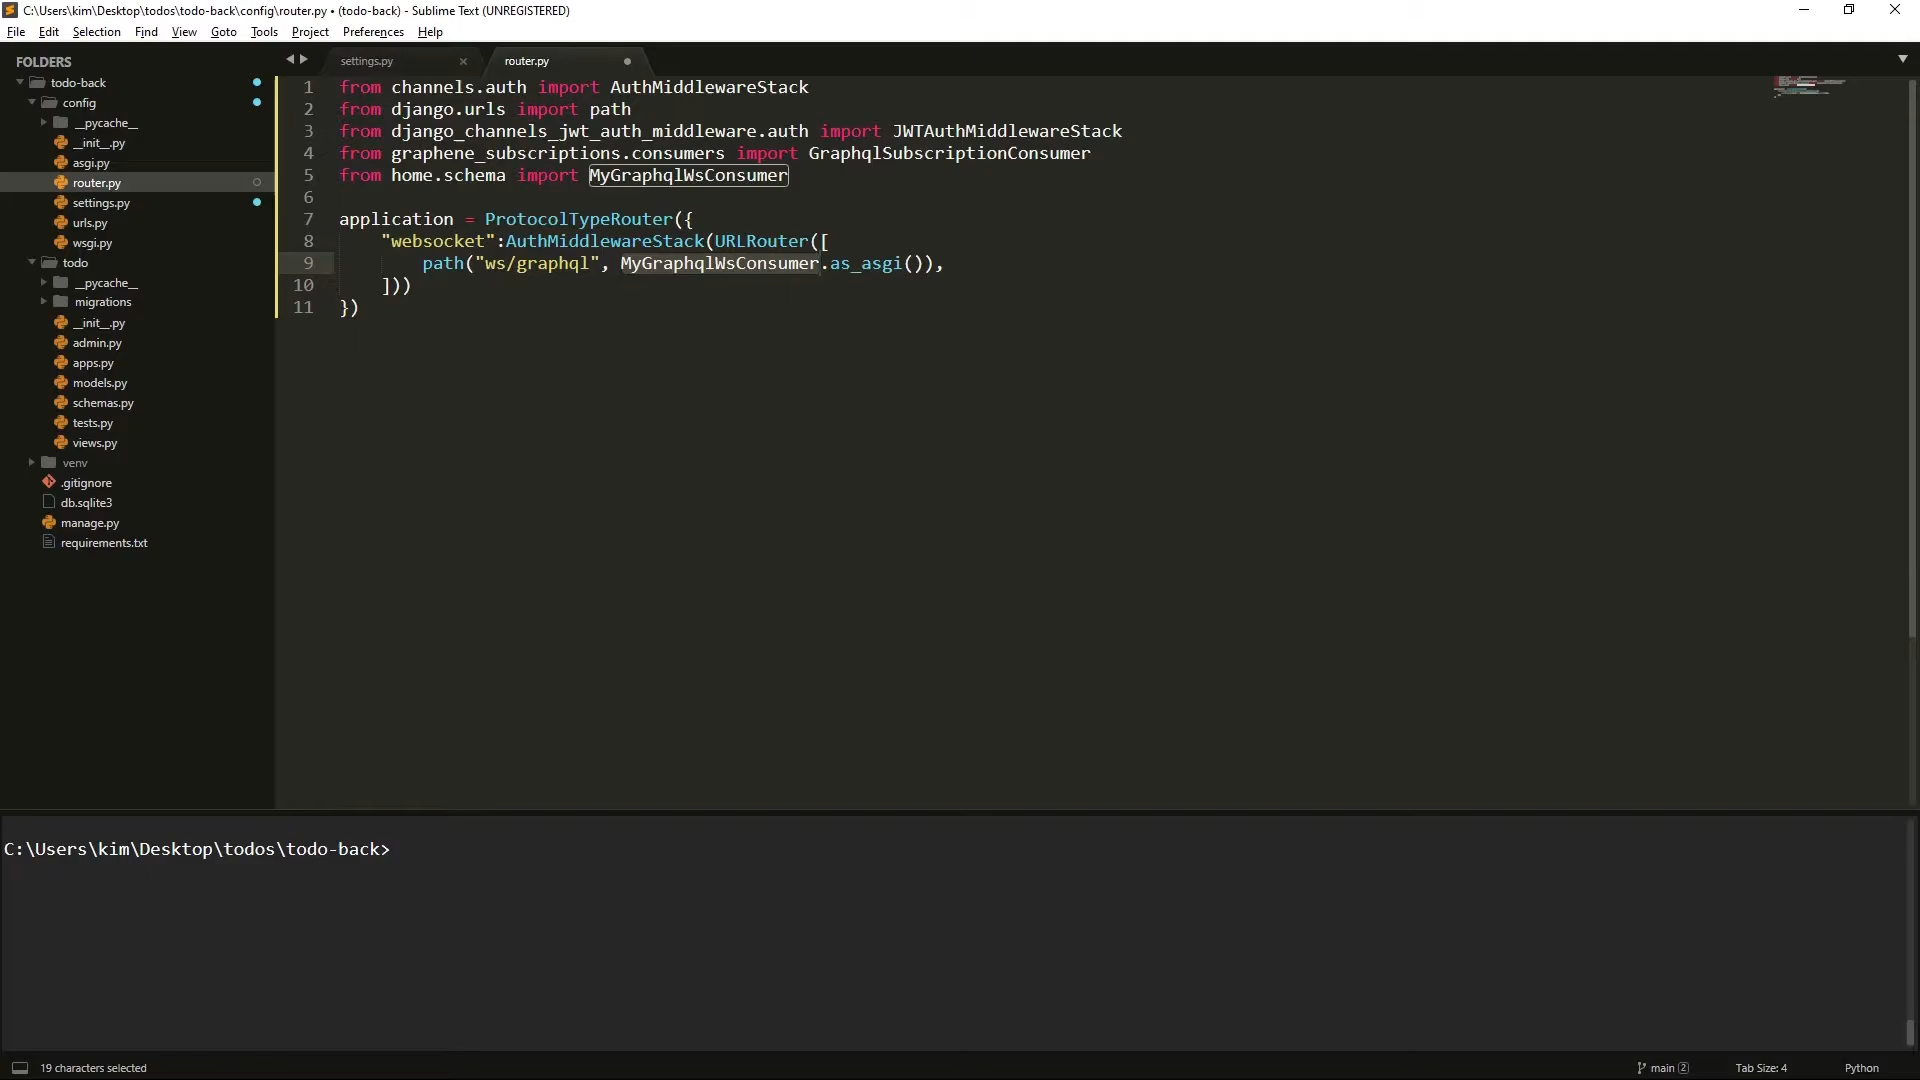 C:\Users\kim\Desktop\todos\todo-back\config\router.py • (todo-back) - Sublime Text (UNREGISTERED)
File Edit Selection Find View Goto Tools Project Preferences Help
FOLDERS
todo-back
config
__pycache__
__init__.py
asgi.py
router.py
settings.py
urls.py
wsgi.py
todo
__pycache__
migrations
__init__.py
admin.py
apps.py
models.py
schemas.py
tests.py
views.py
venv
.gitignore
db.sqlite3
manage.py
requirements.txt
settings.py router.py
1 from channels.auth import AuthMiddlewareStack
2 from django.urls import path
3 from django_channels_jwt_auth_middleware.auth import JWTAuthMiddlewareStack
4 from graphene_subscriptions.consumers import GraphqlSubscriptionConsumer
5 from home.schema import MyGraphqlWsConsumer
6
7 application = ProtocolTypeRouter({
8 "websocket":AuthMiddlewareStack(URLRouter([
9 path("ws/graphql", MyGraphqlWsConsumer.as_asgi()),
10 ]))
11 })
C:\Users\kim\Desktop\todos\todo-back>
19 characters selected
main 2
Tab Size: 4
Python